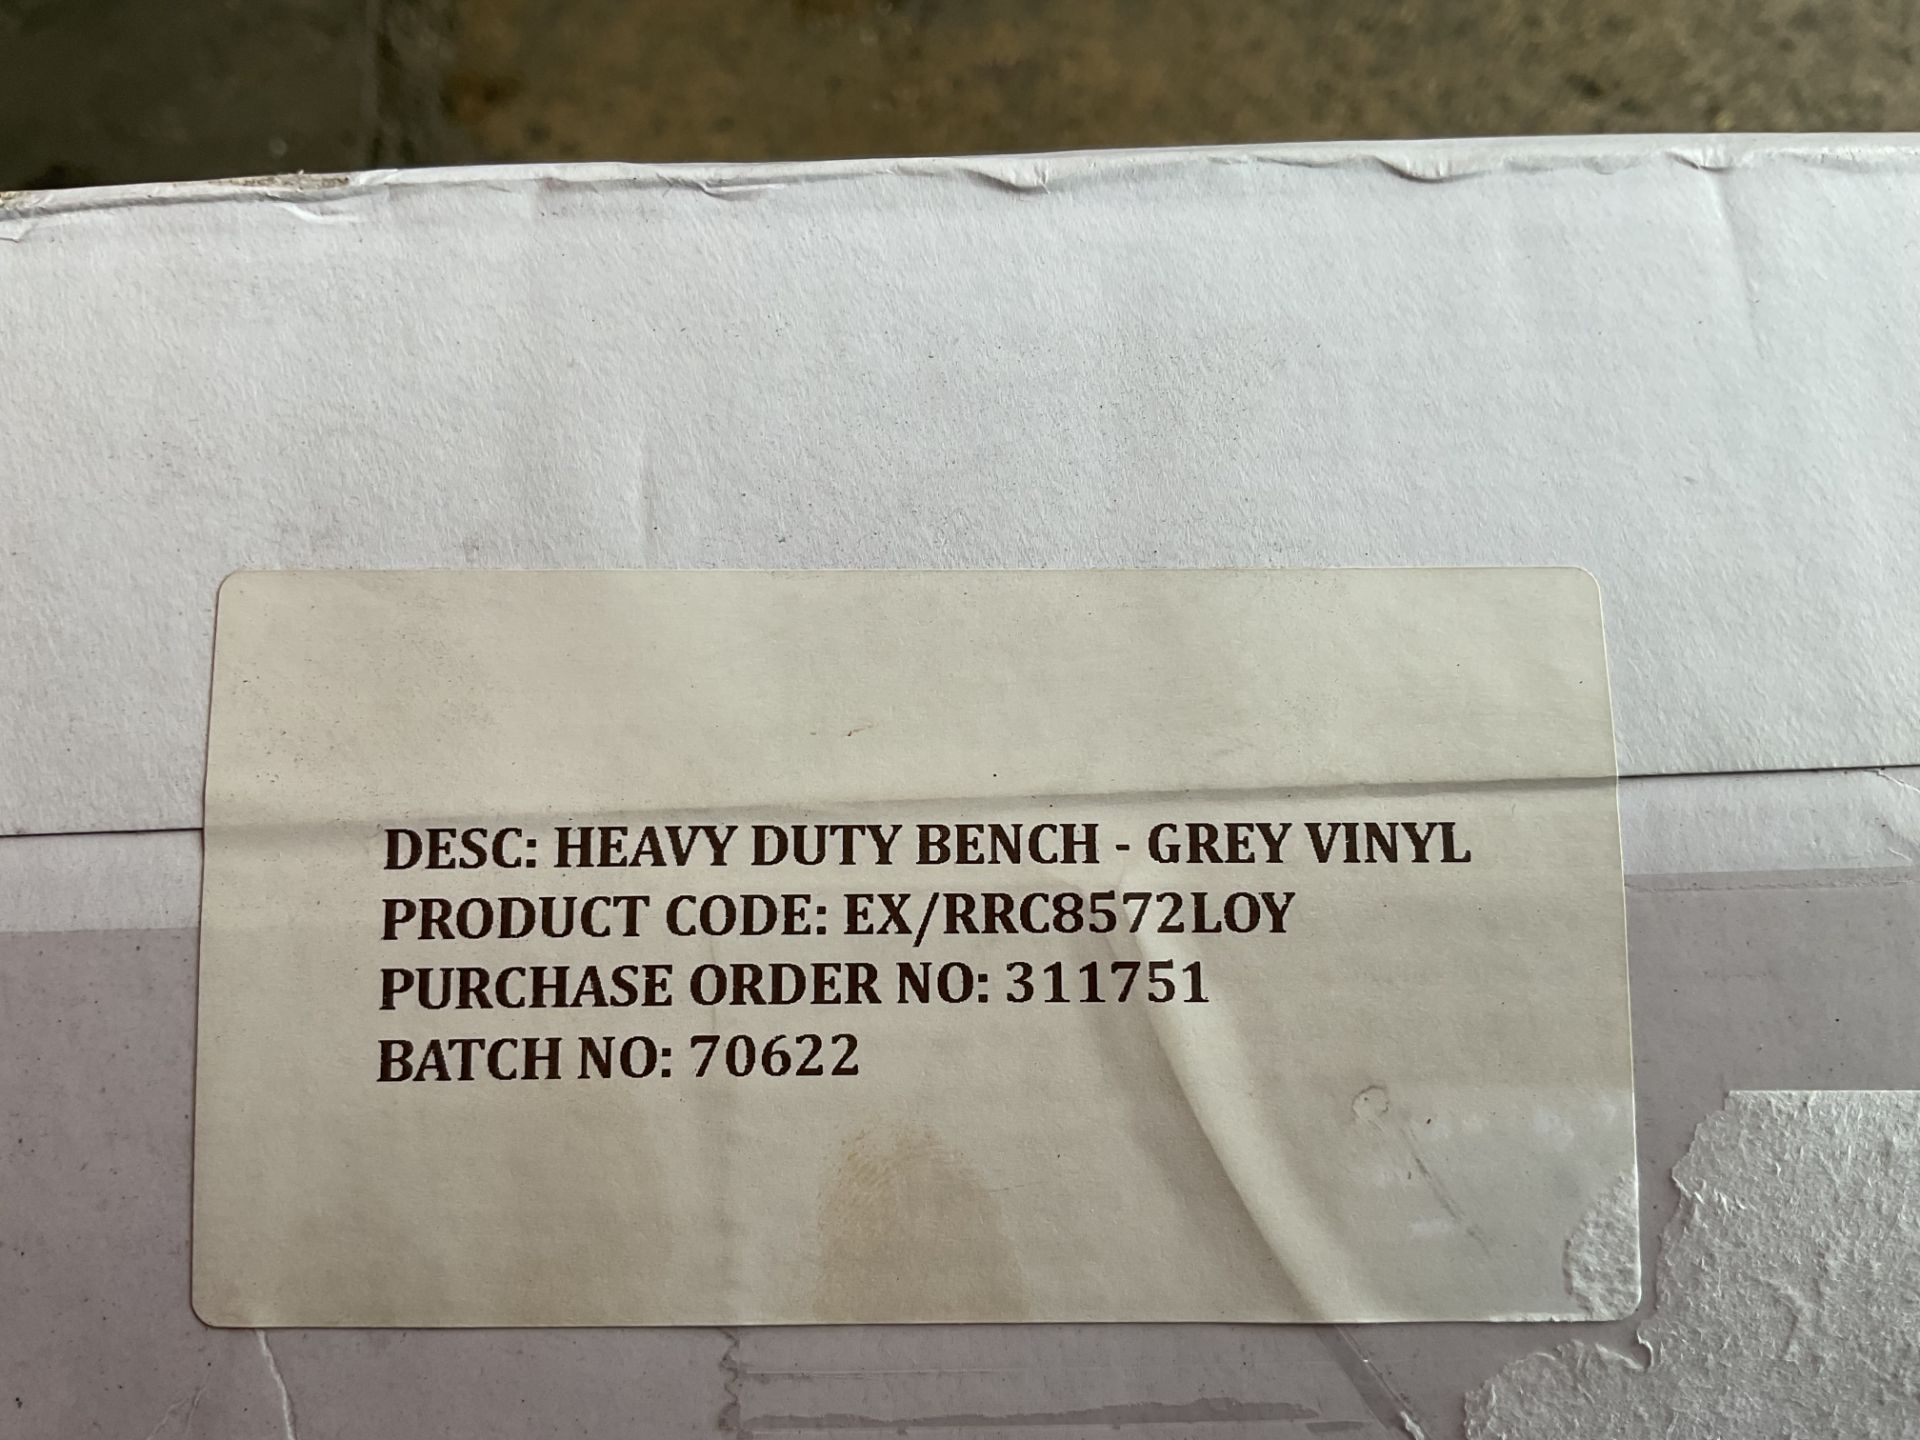 DESC: HEAVY DUTY BENCH - GREY VINYL
PRODUCT CODE: EX/RRC8572LOY
PURCHASE ORDER NO: 311751
BATCH NO: 70622